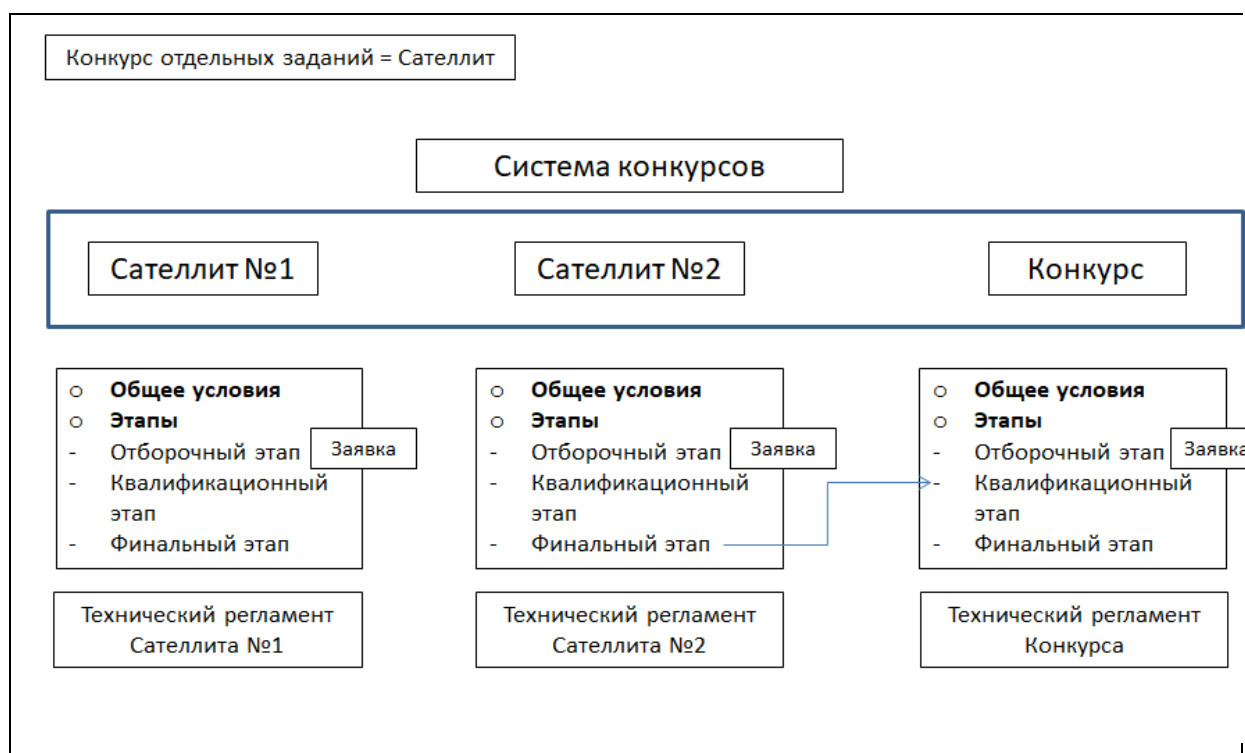 Конкурс отдельных заданий = Сателлит
Система конкурсов
Сателлит №1
Сателлит №2
Конкурс
o Общее условия
o Этапы
- Отборочный этап
Заявка
- Квалификационный
этап
- Финальный этап
o Общее условия
o Этапы
- Отборочный этап
Заявка
- Квалификационный
этап
- Финальный этап
o Общее условия
o Этапы
- Отборочный этап
Заявка
- Квалификационный
этап
- Финальный этап
Технический регламент
Сателлита №1
Технический регламент
Сателлита №2
Технический регламент
Конкурса